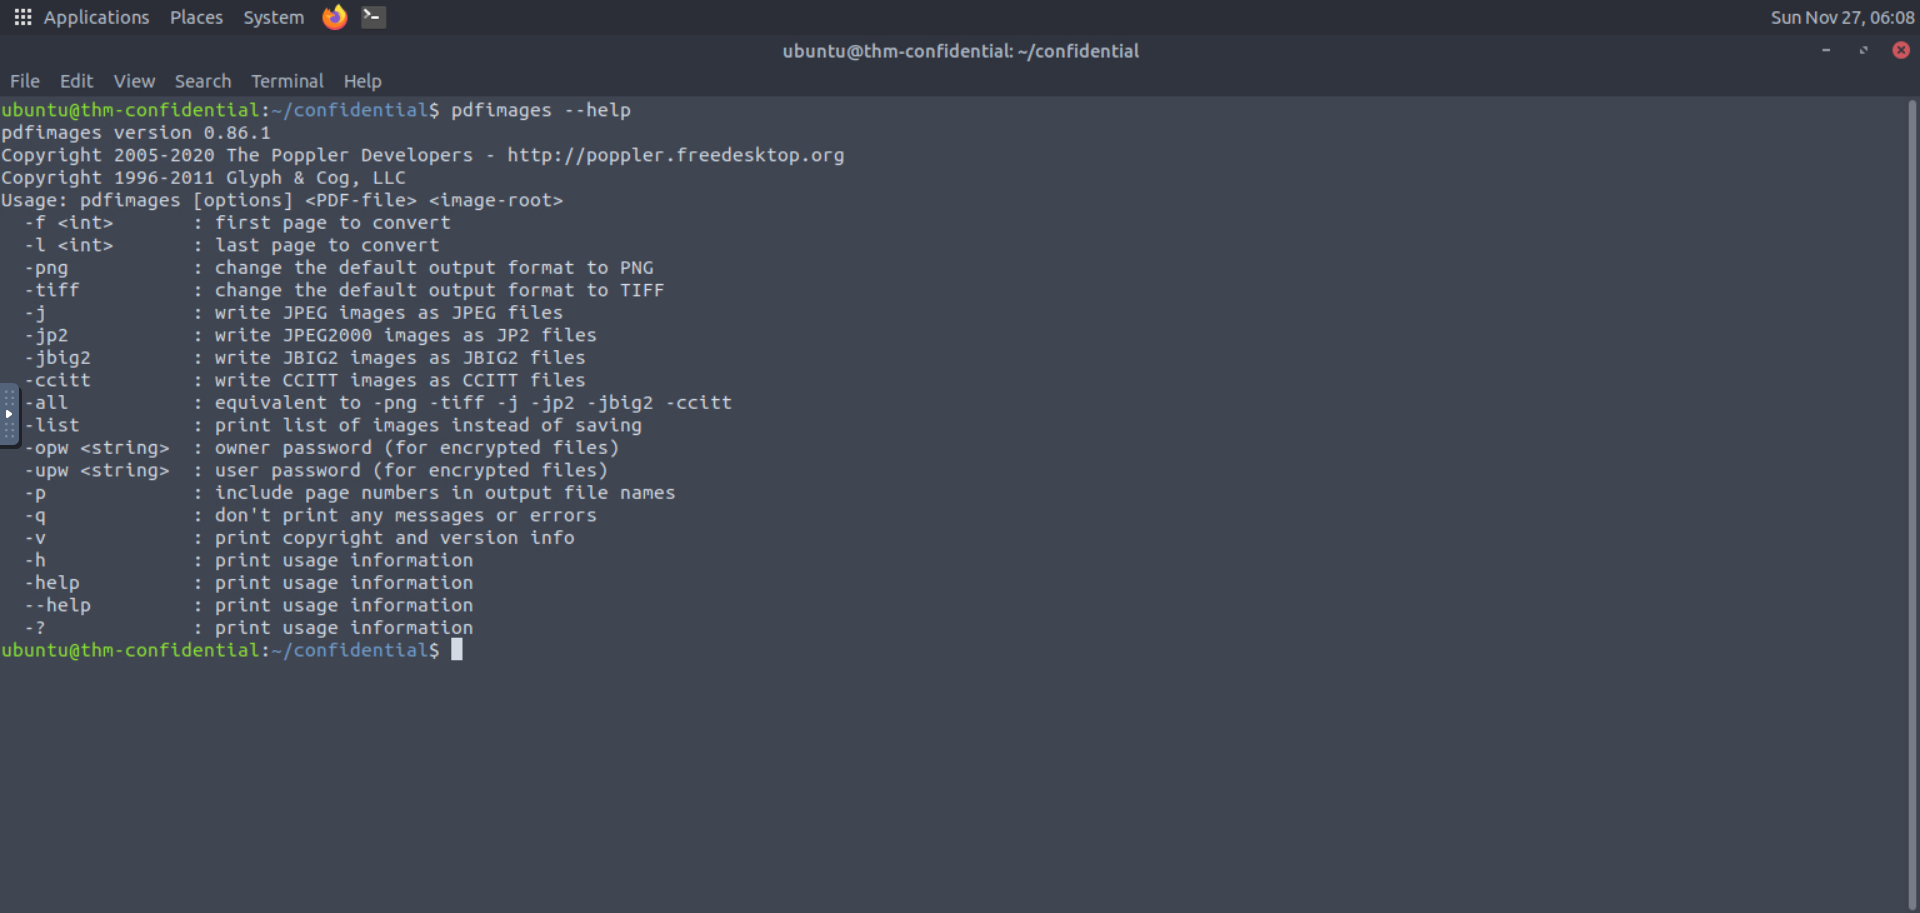 Applications Places System Sun Nov 27, 06:08
ubuntu@thm-confidential: ~/confidential
File Edit View Search Terminal Help
ubuntu@thm-confidential:~/confidential$ pdfimages --help
pdfimages version 0.86.1
Copyright 2005-2020 The Poppler Developers - http://poppler.freedesktop.org
Copyright 1996-2011 Glyph & Cog, LLC
Usage: pdfimages [options] <PDF-file> <image-root>
  -f <int>       : first page to convert
  -l <int>       : last page to convert
  -png           : change the default output format to PNG
  -tiff          : change the default output format to TIFF
  -j             : write JPEG images as JPEG files
  -jp2           : write JPEG2000 images as JP2 files
  -jbig2         : write JBIG2 images as JBIG2 files
  -ccitt         : write CCITT images as CCITT files
  -all           : equivalent to -png -tiff -j -jp2 -jbig2 -ccitt
  -list          : print list of images instead of saving
  -opw <string>  : owner password (for encrypted files)
  -upw <string>  : user password (for encrypted files)
  -p             : include page numbers in output file names
  -q             : don't print any messages or errors
  -v             : print copyright and version info
  -h             : print usage information
  -help          : print usage information
  --help         : print usage information
  -?             : print usage information
ubuntu@thm-confidential:~/confidential$